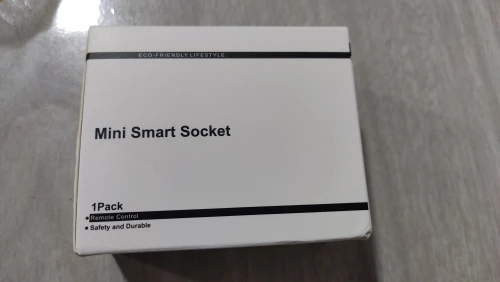 ECO-FRIENDLY LIFESTYLE
Mini Smart Socket
1Pack
● Remote Control
● Safety and Durable